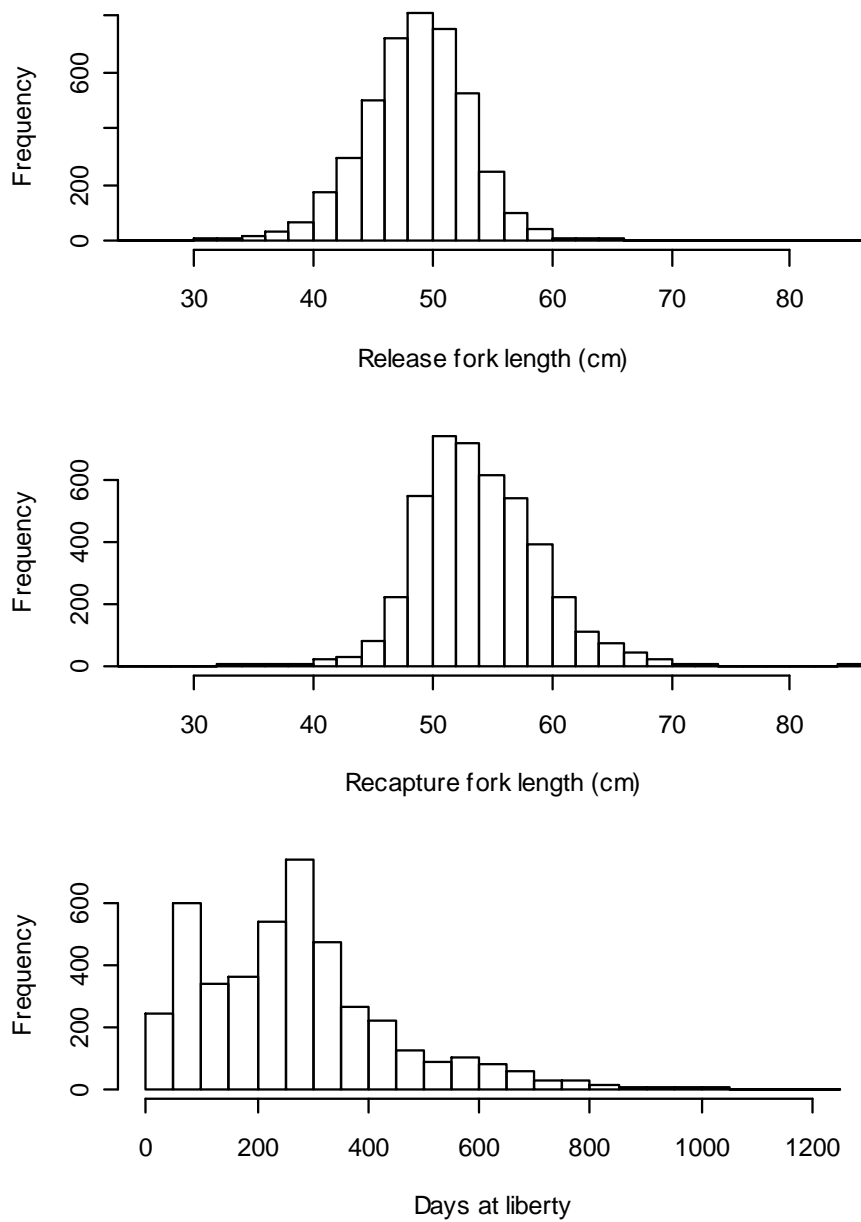 Frequency
0 200 600
30 40 50 60 70 80
Release fork length (cm)
Frequency
0 200 400 600
30 40 50 60 70 80
Recapture fork length (cm)
Frequency
0 200 400 600
0 200 400 600 800 1000 1200
Days at liberty